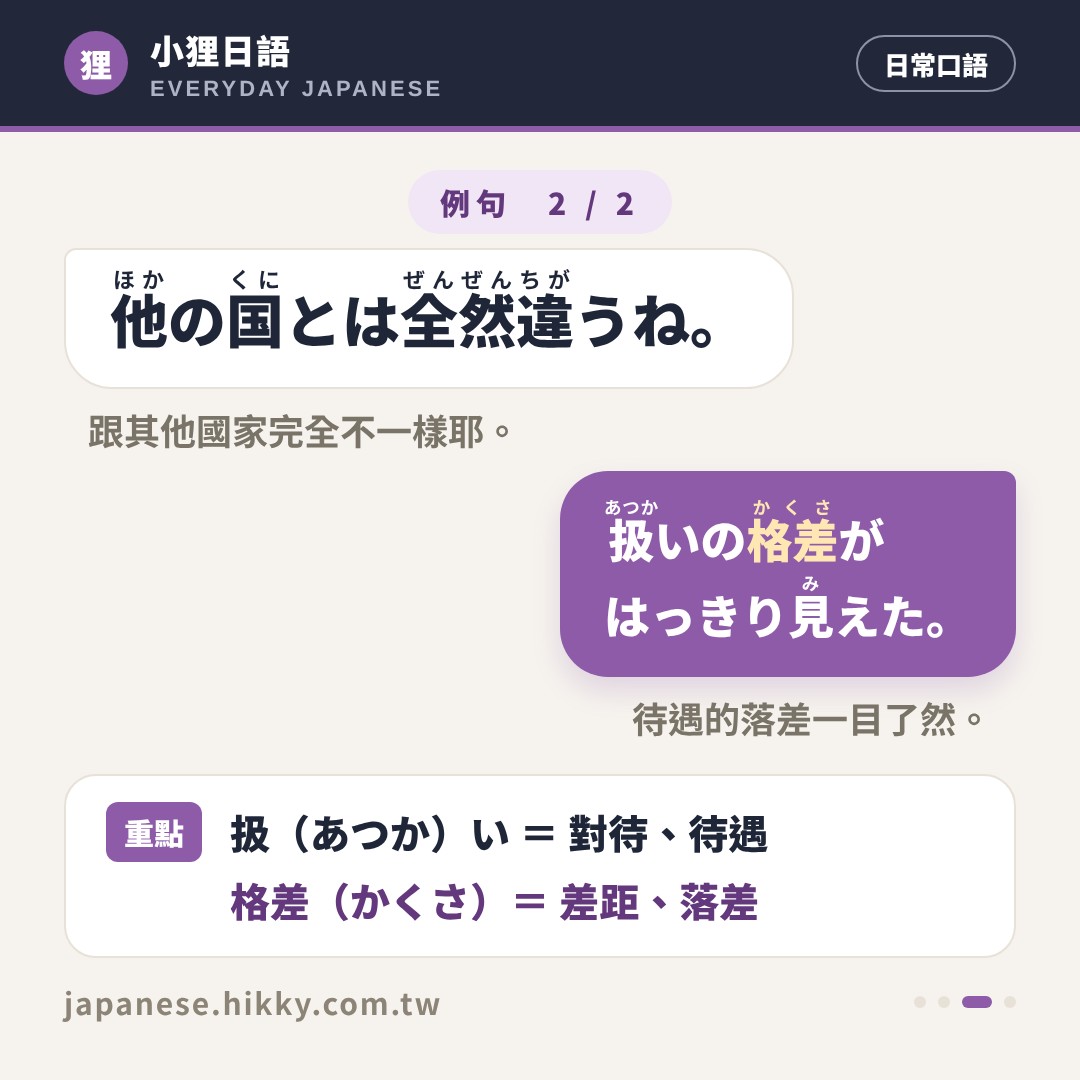 狸
小狸日語
EVERYDAY JAPANESE
日常口語
例句 2 / 2
ほか くに ぜんぜんちが
他の国とは全然違うね。
跟其他國家完全不一樣耶。
あつか かくさ
扱いの格差が
み
はっきり見えた。
待遇的落差一目了然。
重點
扱（あつか）い ＝ 對待、待遇
格差（かくさ）＝ 差距、落差
japanese.hikky.com.tw